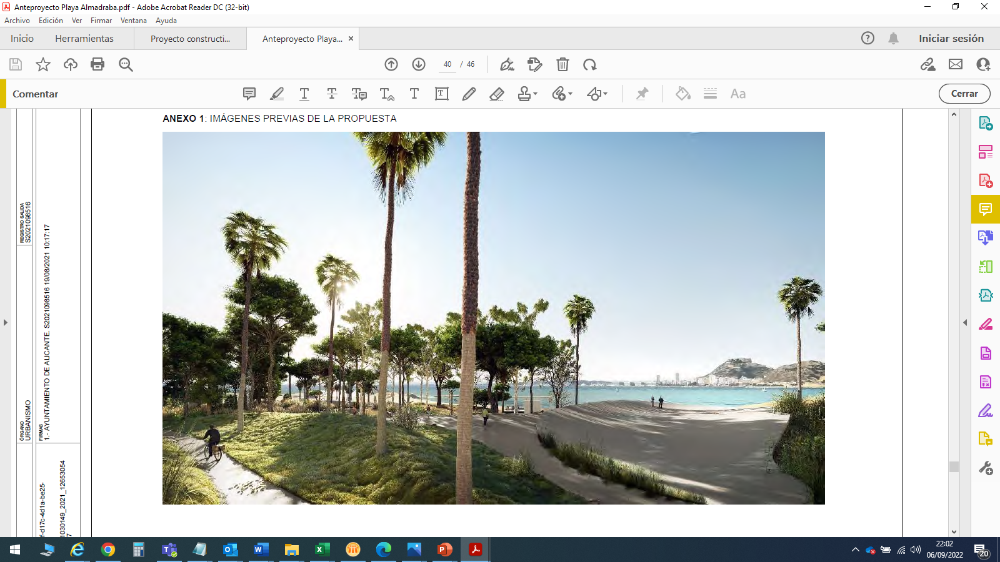 Anteproyecto Playa Almadraba.pdf - Adobe Acrobat Reader DC (32-bit)
Archivo Edición Ver Firmar Ventana Ayuda
Inicio Herramientas Proyecto constructi... Anteproyecto Playa... × Iniciar sesión
40 / 46
Comentar Cerrar
ANEXO 1: IMÁGENES PREVIAS DE LA PROPUESTA
REGISTRO SALIDA
S2021098516
ÓRGANO
URBANISMO
FIRMAS
1.- AYUNTAMIENTO DE ALICANTE. S2021098516 19/08/2021 10:17:17
f-d17c-4d1a-be25-
1030149_2021_12653054
22:02
06/09/2022
20